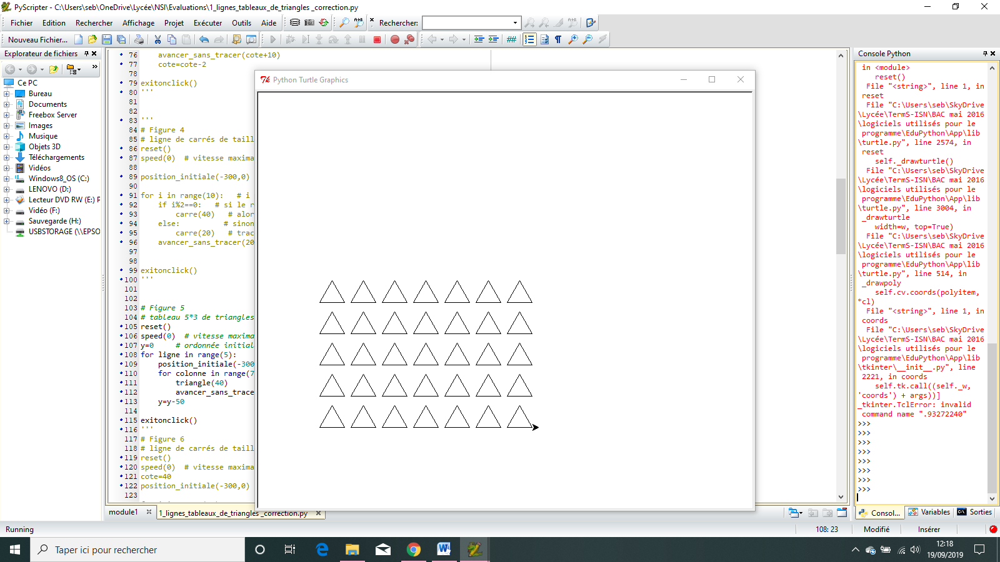 PyScripter - C:\Users\seb\OneDrive\Lycée\NSI\Evaluations\1_lignes_tableaux_de_triangles _correction.py
Fichier Edition Rechercher Affichage Projet Exécuter Outils Aide Rechercher:
Nouveau Fichier...
Explorateur de fichiers
Ce PC
Bureau
Documents
Freebox Server
Images
Musique
Objets 3D
Téléchargements
Vidéos
Windows8_OS (C:)
LENOVO (D:)
Lecteur DVD RW (E:) P
Vidéo (F:)
Sauvegarde (H:)
USBSTORAGE (\\EPSO
76 avancer_sans_tracer(cote+10)
77 cote=cote-2
78
79 exitonclick()
80 '''
81
82
83 '''
84 # Figure 4
85 # ligne de carrés de taill
86 reset()
87 speed(0) # vitesse maxima
88
89 position_initiale(-300,0)
90
91 for i in range(10): # i
92 if i%2==0: # si le r
93 carre(40) # alor
94 else: # sinon
95 carre(20) # trac
96 avancer_sans_tracer(20
97
98
99 exitonclick()
100 '''
101
102
103 # Figure 5
104 # tableau 5*3 de triangles
105 reset()
106 speed(0) # vitesse maxima
107 y=0 # ordonnée initial
108 for ligne in range(5):
109 position_initiale(-300
110 for colonne in range(7
111 triangle(40)
112 avancer_sans_trace
113 y=y-50
114
115 exitonclick()
116 '''
117 # Figure 6
118 # ligne de carrés de taill
119 reset()
120 speed(0) # vitesse maxima
121 cote=40
122 position_initiale(-300,0)
123
Python Turtle Graphics
Console Python
in <module>
reset()
File "<string>", line 1, in
reset
File "C:\Users\seb\SkyDrive
\Lycée\TermS-ISN\BAC mai 2016
\logiciels utilisés pour le
programme\EduPython\App\lib
\turtle.py", line 2574, in
reset
self._drawturtle()
File "C:\Users\seb\SkyDrive
\Lycée\TermS-ISN\BAC mai 2016
\logiciels utilisés pour le
programme\EduPython\App\lib
\turtle.py", line 3004, in
_drawturtle
width=w, top=True)
File "C:\Users\seb\SkyDrive
\Lycée\TermS-ISN\BAC mai 2016
\logiciels utilisés pour le
programme\EduPython\App\lib
\turtle.py", line 514, in
_drawpoly
self.cv.coords(polyitem,
*cl)
File "<string>", line 1, in
coords
File "C:\Users\seb\SkyDrive
\Lycée\TermS-ISN\BAC mai 2016
\logiciels utilisés pour le
programme\EduPython\App\lib
\tkinter\__init__.py", line
2221, in coords
self.tk.call((self._w,
'coords') + args))]
_tkinter.TclError: invalid
command name ".93272240"
>>>
>>>
>>>
>>>
>>>
>>>
>>>
>>>
module1 1_lignes_tableaux_de_triangles _correction.py
Consol... Variables Sorties
Running 108: 23 Modifié Insérer
Taper ici pour rechercher
12:18
19/09/2019